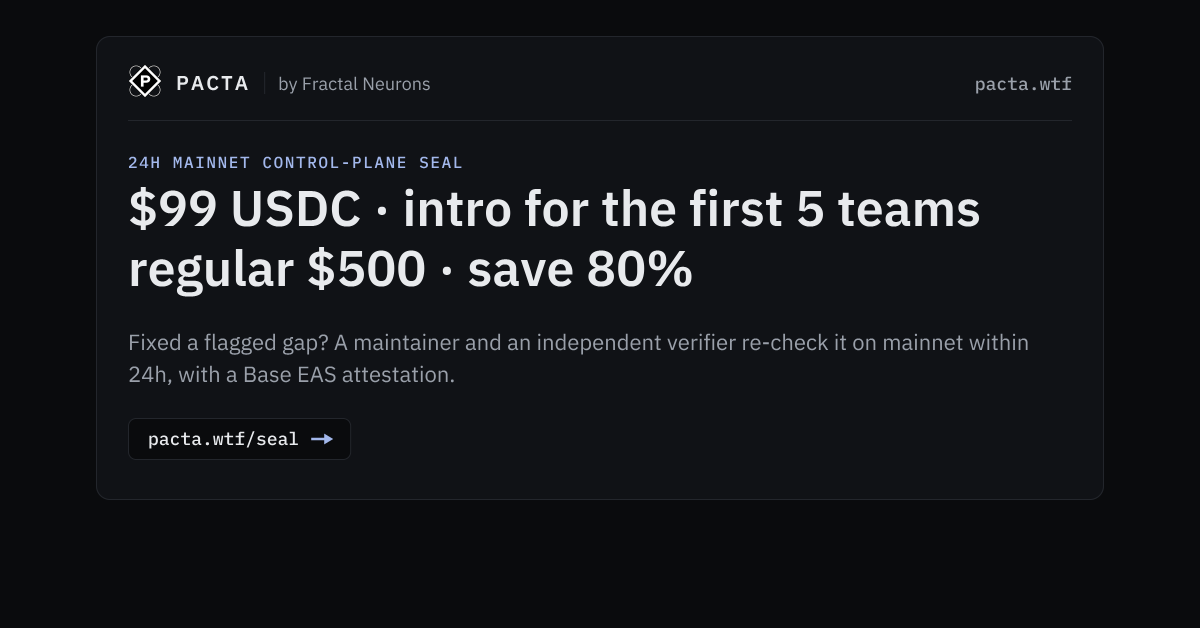 P PACTA by Fractal Neurons pacta.wtf
24H MAINNET CONTROL-PLANE SEAL
$99 USDC · intro for the first 5 teams
regular $500 · save 80%
Fixed a flagged gap? A maintainer and an independent verifier re-check it on mainnet within
24h, with a Base EAS attestation.
pacta.wtf/seal →